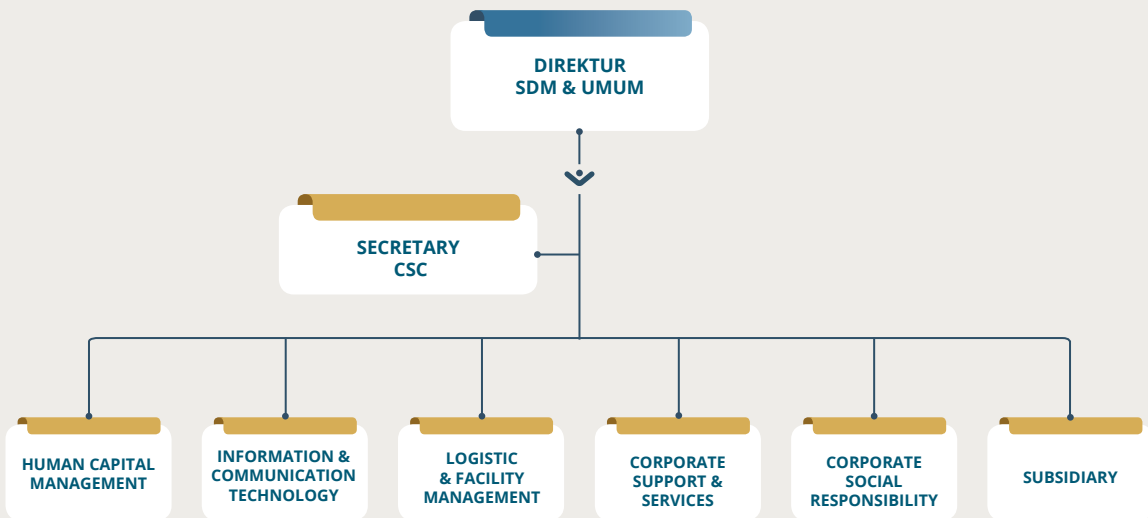 DIREKTUR
SDM & UMUM
SECRETARY
CSC
HUMAN CAPITAL
MANAGEMENT
INFORMATION &
COMMUNICATION
TECHNOLOGY
LOGISTIC
& FACILITY
MANAGEMENT
CORPORATE
SUPPORT &
SERVICES
CORPORATE
SOCIAL
RESPONSIBILITY
SUBSIDIARY